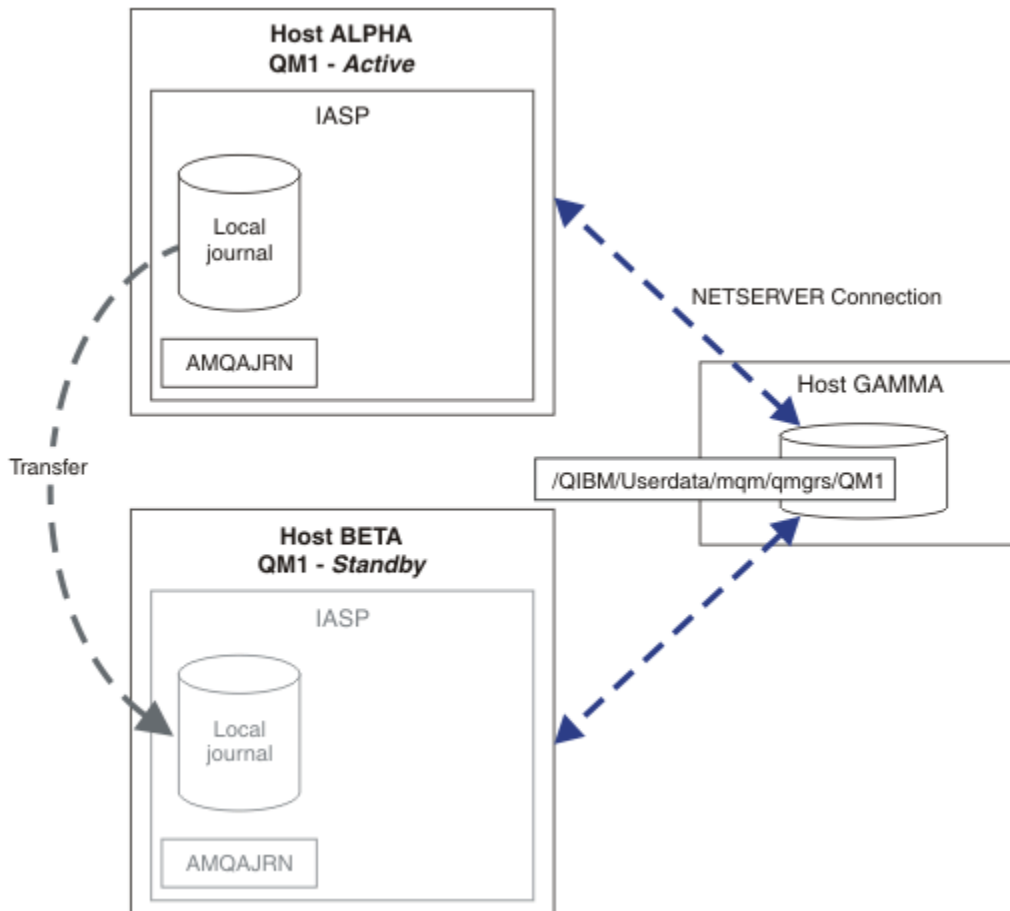 Host ALPHA
QM1 - Active
IASP
Local
journal
AMQAJRN
NETSERVER Connection
Host GAMMA
/QIBM/Userdata/mqm/qmgrs/QM1
Transfer
Host BETA
QM1 - Standby
IASP
Local
journal
AMQAJRN